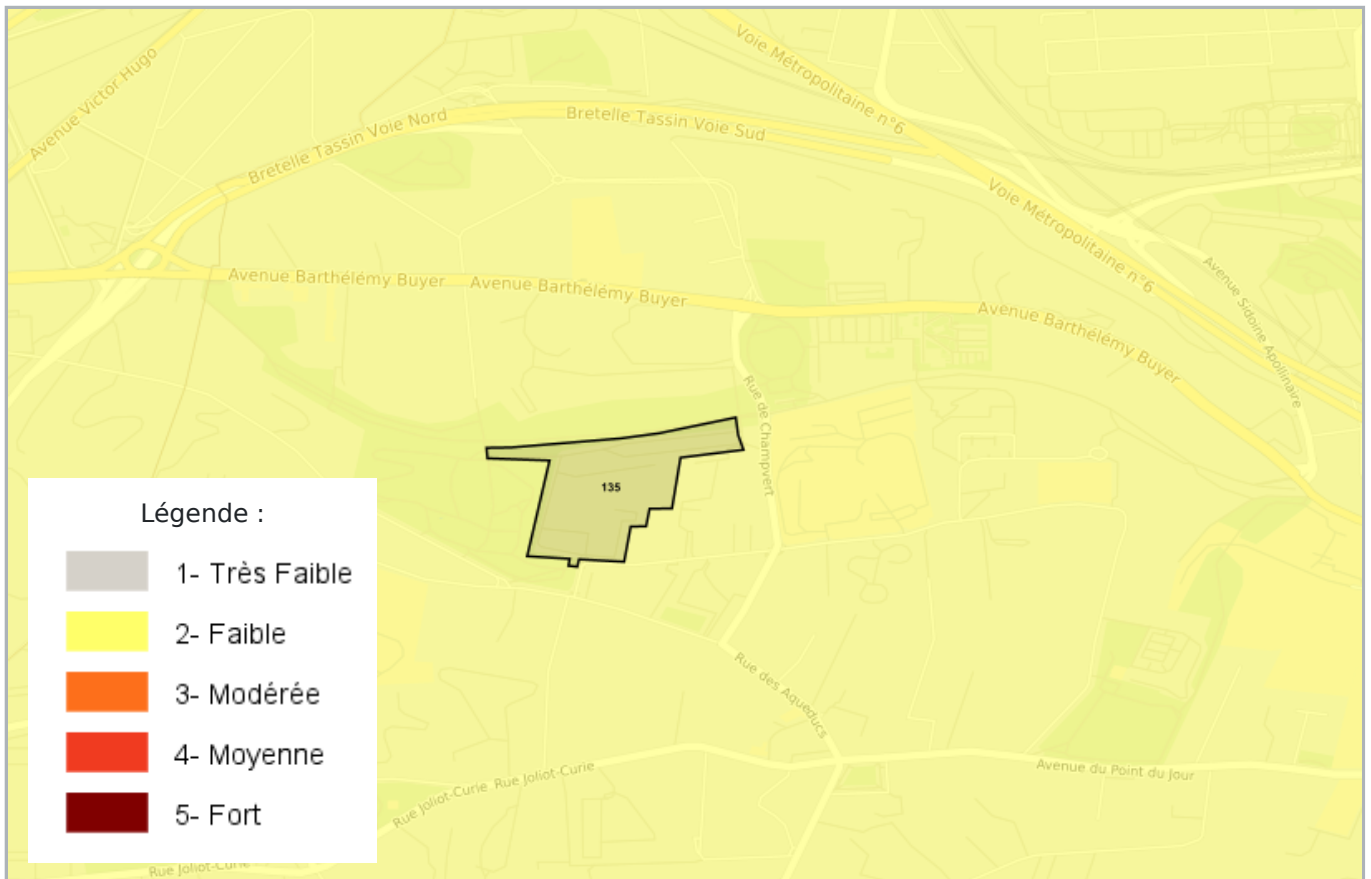 Voie Métropolitaine n°6
Avenue Victor Hugo
Bretelle Tassin Voie Nord
Bretelle Tassin Voie Sud
Voie Métropolitaine n°6
Avenue Sidoine Apollinaire
Avenue Barthélémy Buyer
Avenue Barthélémy Buyer
Avenue Barthélémy Buyer
Rue de Champvert
135
Légende :
1- Très Faible
2- Faible
3- Modérée
4- Moyenne
5- Fort
Rue des Aqueducs
Avenue du Point du Jour
Rue Joliot-Curie
Rue Joliot-Curie
Rue Joliot-Curie